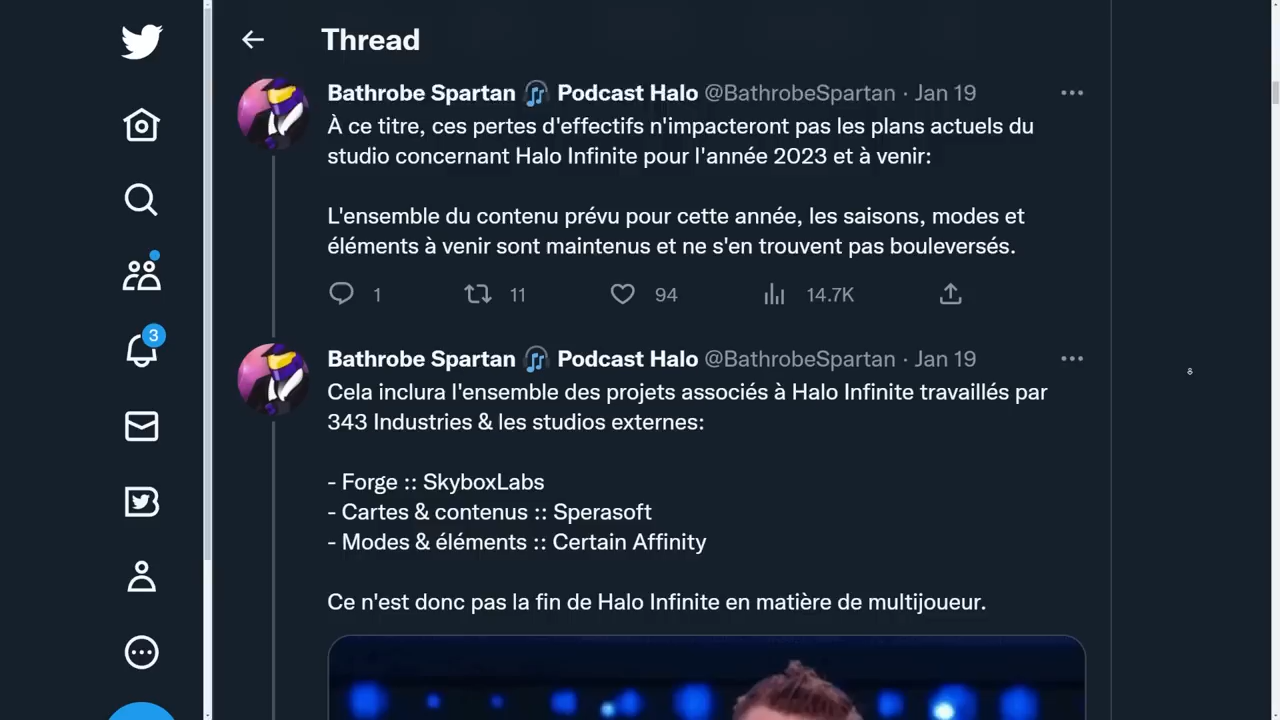 Thread
Bathrobe Spartan 🎧 Podcast Halo @BathrobeSpartan · Jan 19
À ce titre, ces pertes d'effectifs n'impacteront pas les plans actuels du
studio concernant Halo Infinite pour l'année 2023 et à venir:
L'ensemble du contenu prévu pour cette année, les saisons, modes et
éléments à venir sont maintenus et ne s'en trouvent pas bouleversés.
1 11 94 14.7K
Bathrobe Spartan 🎧 Podcast Halo @BathrobeSpartan · Jan 19
3
Cela inclura l'ensemble des projets associés à Halo Infinite travaillés par
343 Industries & les studios externes:
- Forge :: SkyboxLabs
- Cartes & contenus :: Sperasoft
- Modes & éléments :: Certain Affinity
Ce n'est donc pas la fin de Halo Infinite en matière de multijoueur.